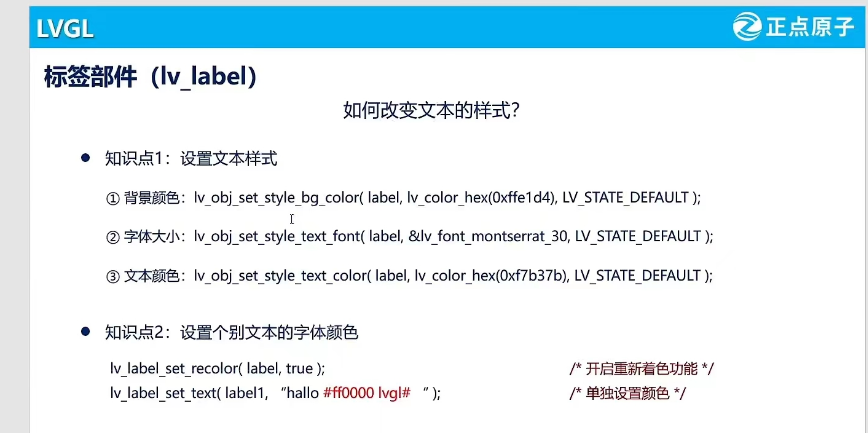 LVGL
正点原子
标签部件（lv_label）
如何改变文本的样式？
● 知识点1：设置文本样式
① 背景颜色：lv_obj_set_style_bg_color( label, lv_color_hex(0xffe1d4), LV_STATE_DEFAULT );
② 字体大小：lv_obj_set_style_text_font( label, &lv_font_montserrat_30, LV_STATE_DEFAULT );
③ 文本颜色：lv_obj_set_style_text_color( label, lv_color_hex(0xf7b37b), LV_STATE_DEFAULT );
● 知识点2：设置个别文本的字体颜色
lv_label_set_recolor( label, true ); /* 开启重新着色功能 */
lv_label_set_text( label1, “hallo #ff0000 lvgl# “ ); /* 单独设置颜色 */